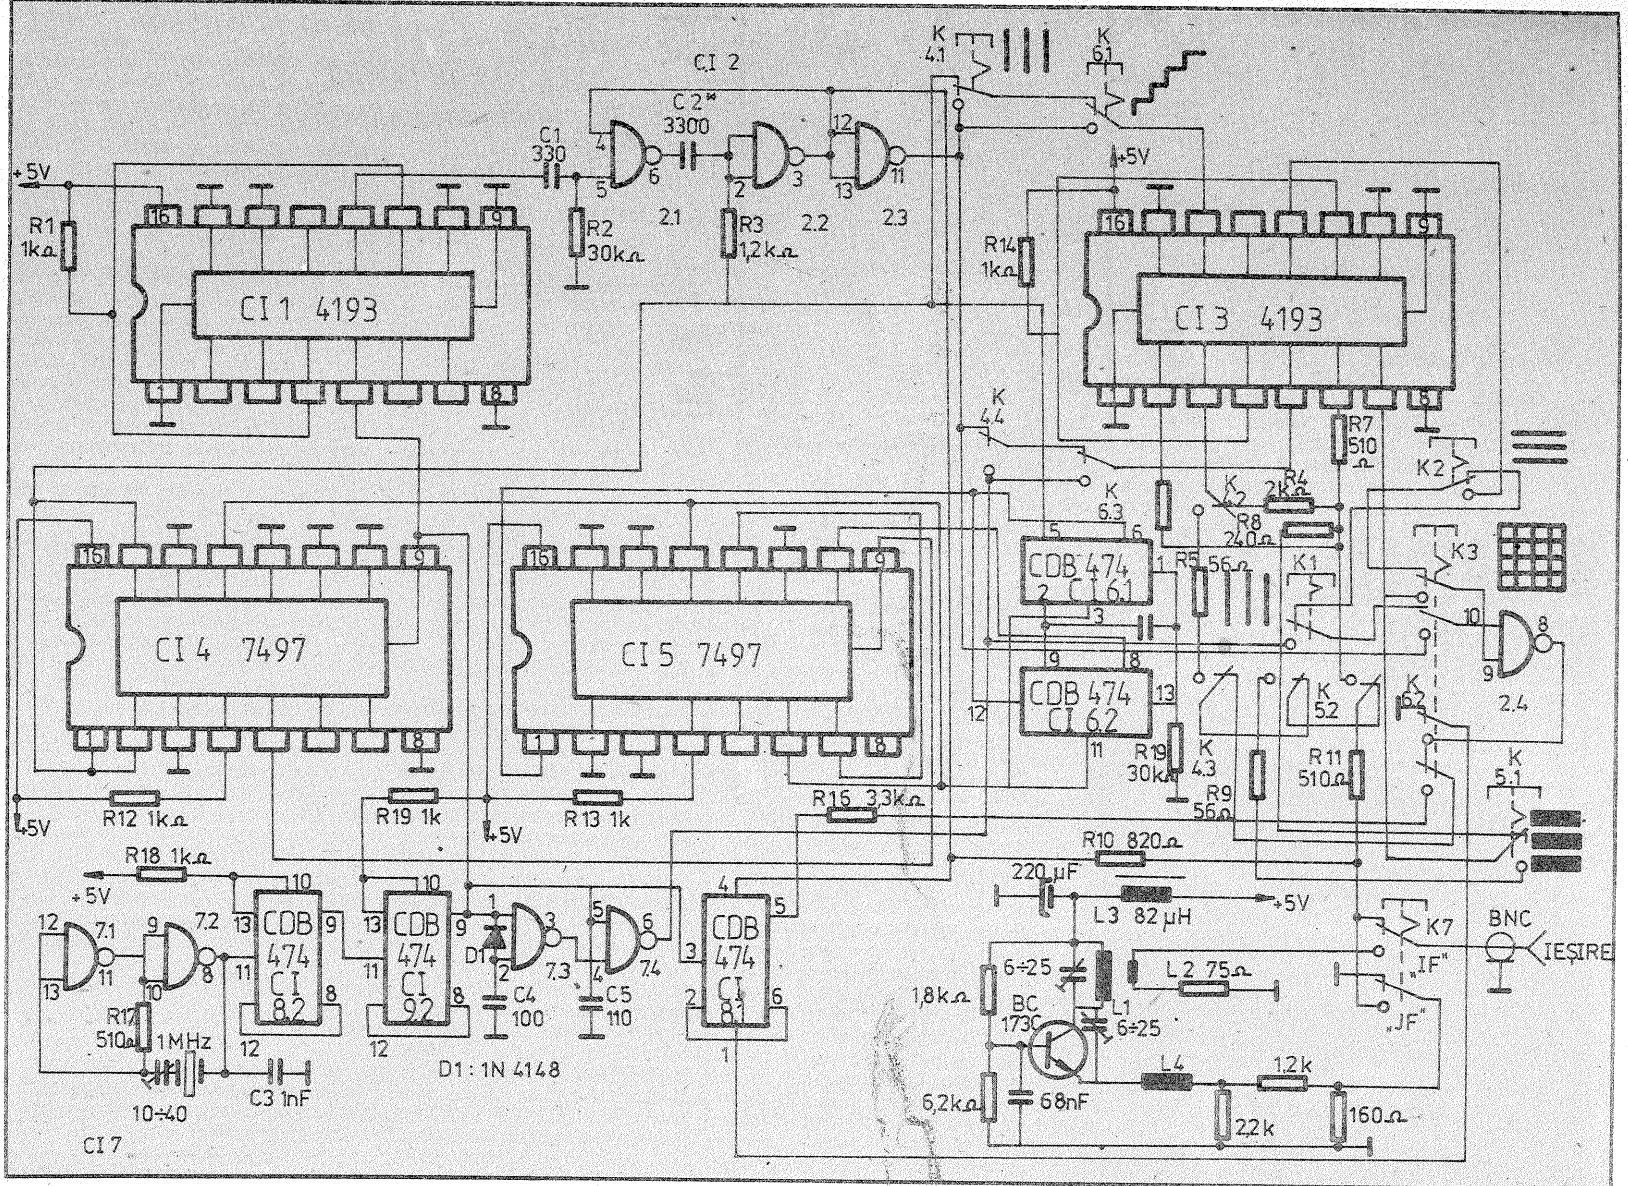 CI 2
K
4.1
K
6.1
C2*
3300
C1
330
4
5
6
2.1
2
3
2.2
12
13
11
2.3
+5V
R1
1kΩ
16
9
CI 1 4193
1
8
R2
30kΩ
R3
1,2kΩ
+5V
R14
1kΩ
16
9
CI 3 4193
1
8
K
4.4
K
6.3
K
4.2
R4
2kΩ
R7
510
Ω
R8
240Ω
K2
K3
16
9
CI 4 7497
1
8
16
9
CI 5 7497
1
8
5
6
CDB 474
CI 6.1
1
2
3
9
8
CDB 474
CI 6.2
12
13
11
R5
56Ω
K1
10
9
8
2.4
R19
30kΩ
K
4.3
R9
56Ω
K
5.2
R11
510Ω
K
6.2
K
5.1
+5V
R12 1kΩ
R19 1k
+5V
R13 1k
R16 3,3kΩ
R10 820Ω
R18 1kΩ
+5V
220 µF
L3 82 µH
+5V
12
13
7.1
11
9
10
7.2
8
R17
510Ω
1MHz
10÷40
C3 1nF
CI 7
10
13
CDB
474
CI
8.2
9
11
8
12
10
13
CDB
474
CI
9.2
9
11
8
12
D1
1
2
3
7.3
C4
100
5
4
6
7.4
C5
110
D1 : 1N 4148
4
5
CDB
474
CI
8.1
3
2
6
1
K7
BNC
IEŞIRE
"IF"
"JF"
L2 75Ω
6÷25
1,8kΩ
BC
173C
L1
6÷25
6,2kΩ
68nF
L4
1,2k
2,2k
160Ω